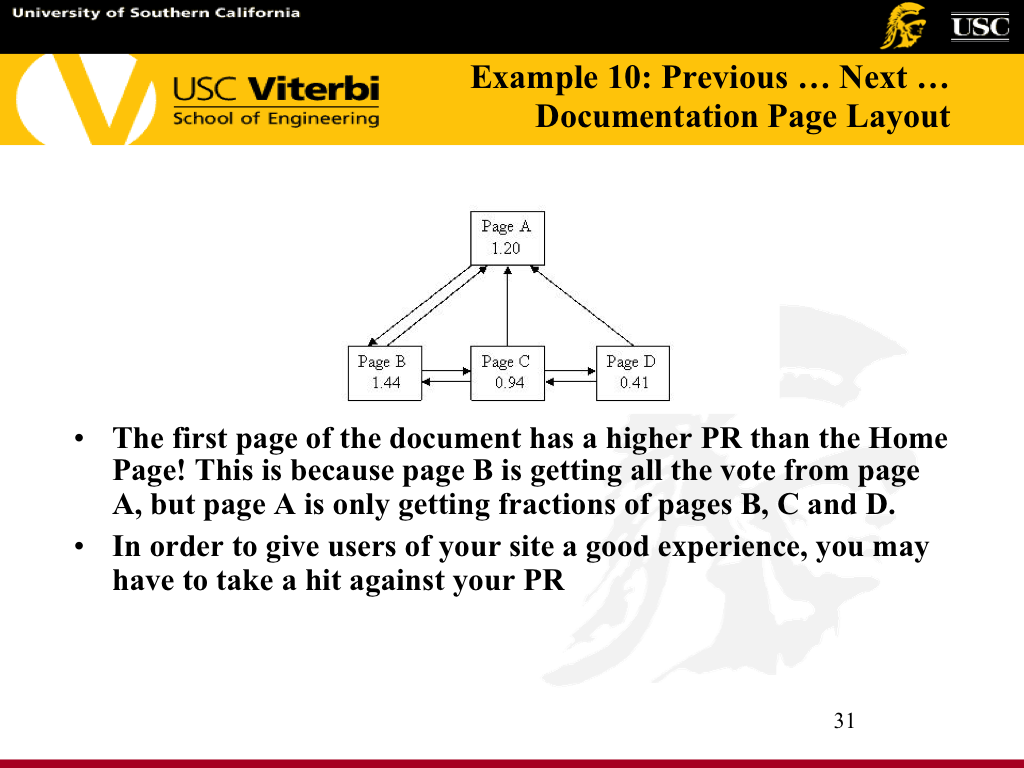 University of Southern California
USC
USC Viterbi
School of Engineering
Example 10: Previous … Next …
Documentation Page Layout
Page A
1.20
Page B
1.44
Page C
0.94
Page D
0.41
• The first page of the document has a higher PR than the Home
Page! This is because page B is getting all the vote from page
A, but page A is only getting fractions of pages B, C and D.
• In order to give users of your site a good experience, you may
have to take a hit against your PR
31